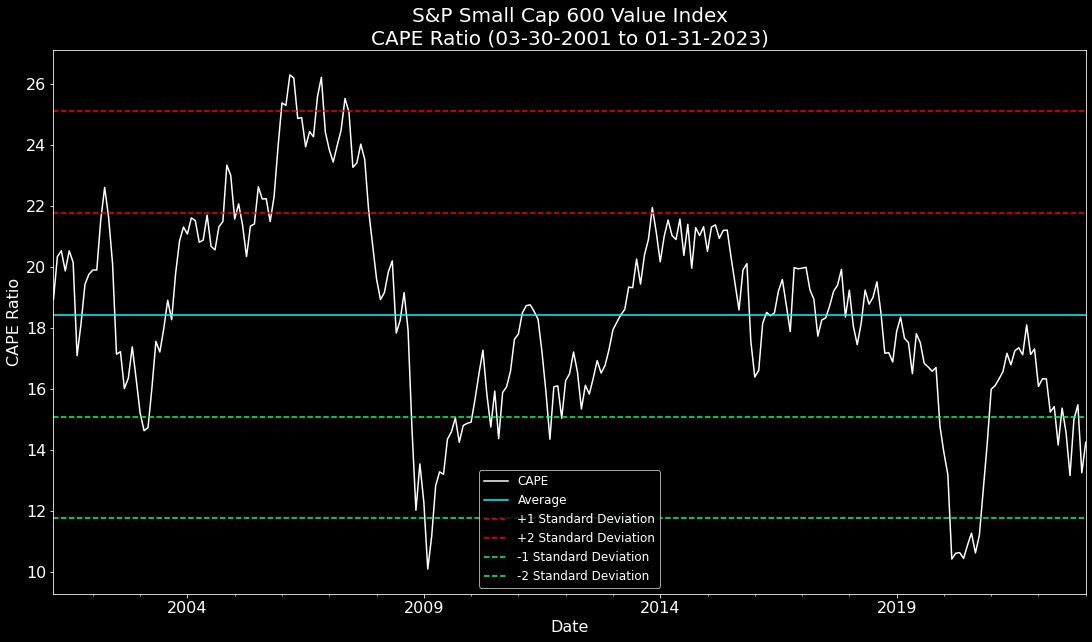 S&P Small Cap 600 Value Index
CAPE Ratio (03-30-2001 to 01-31-2023)
CAPE Ratio
26
24
22
20
18
16
14
12
10
CAPE
Average
+1 Standard Deviation
+2 Standard Deviation
-1 Standard Deviation
-2 Standard Deviation
2004
2009
2014
2019
Date